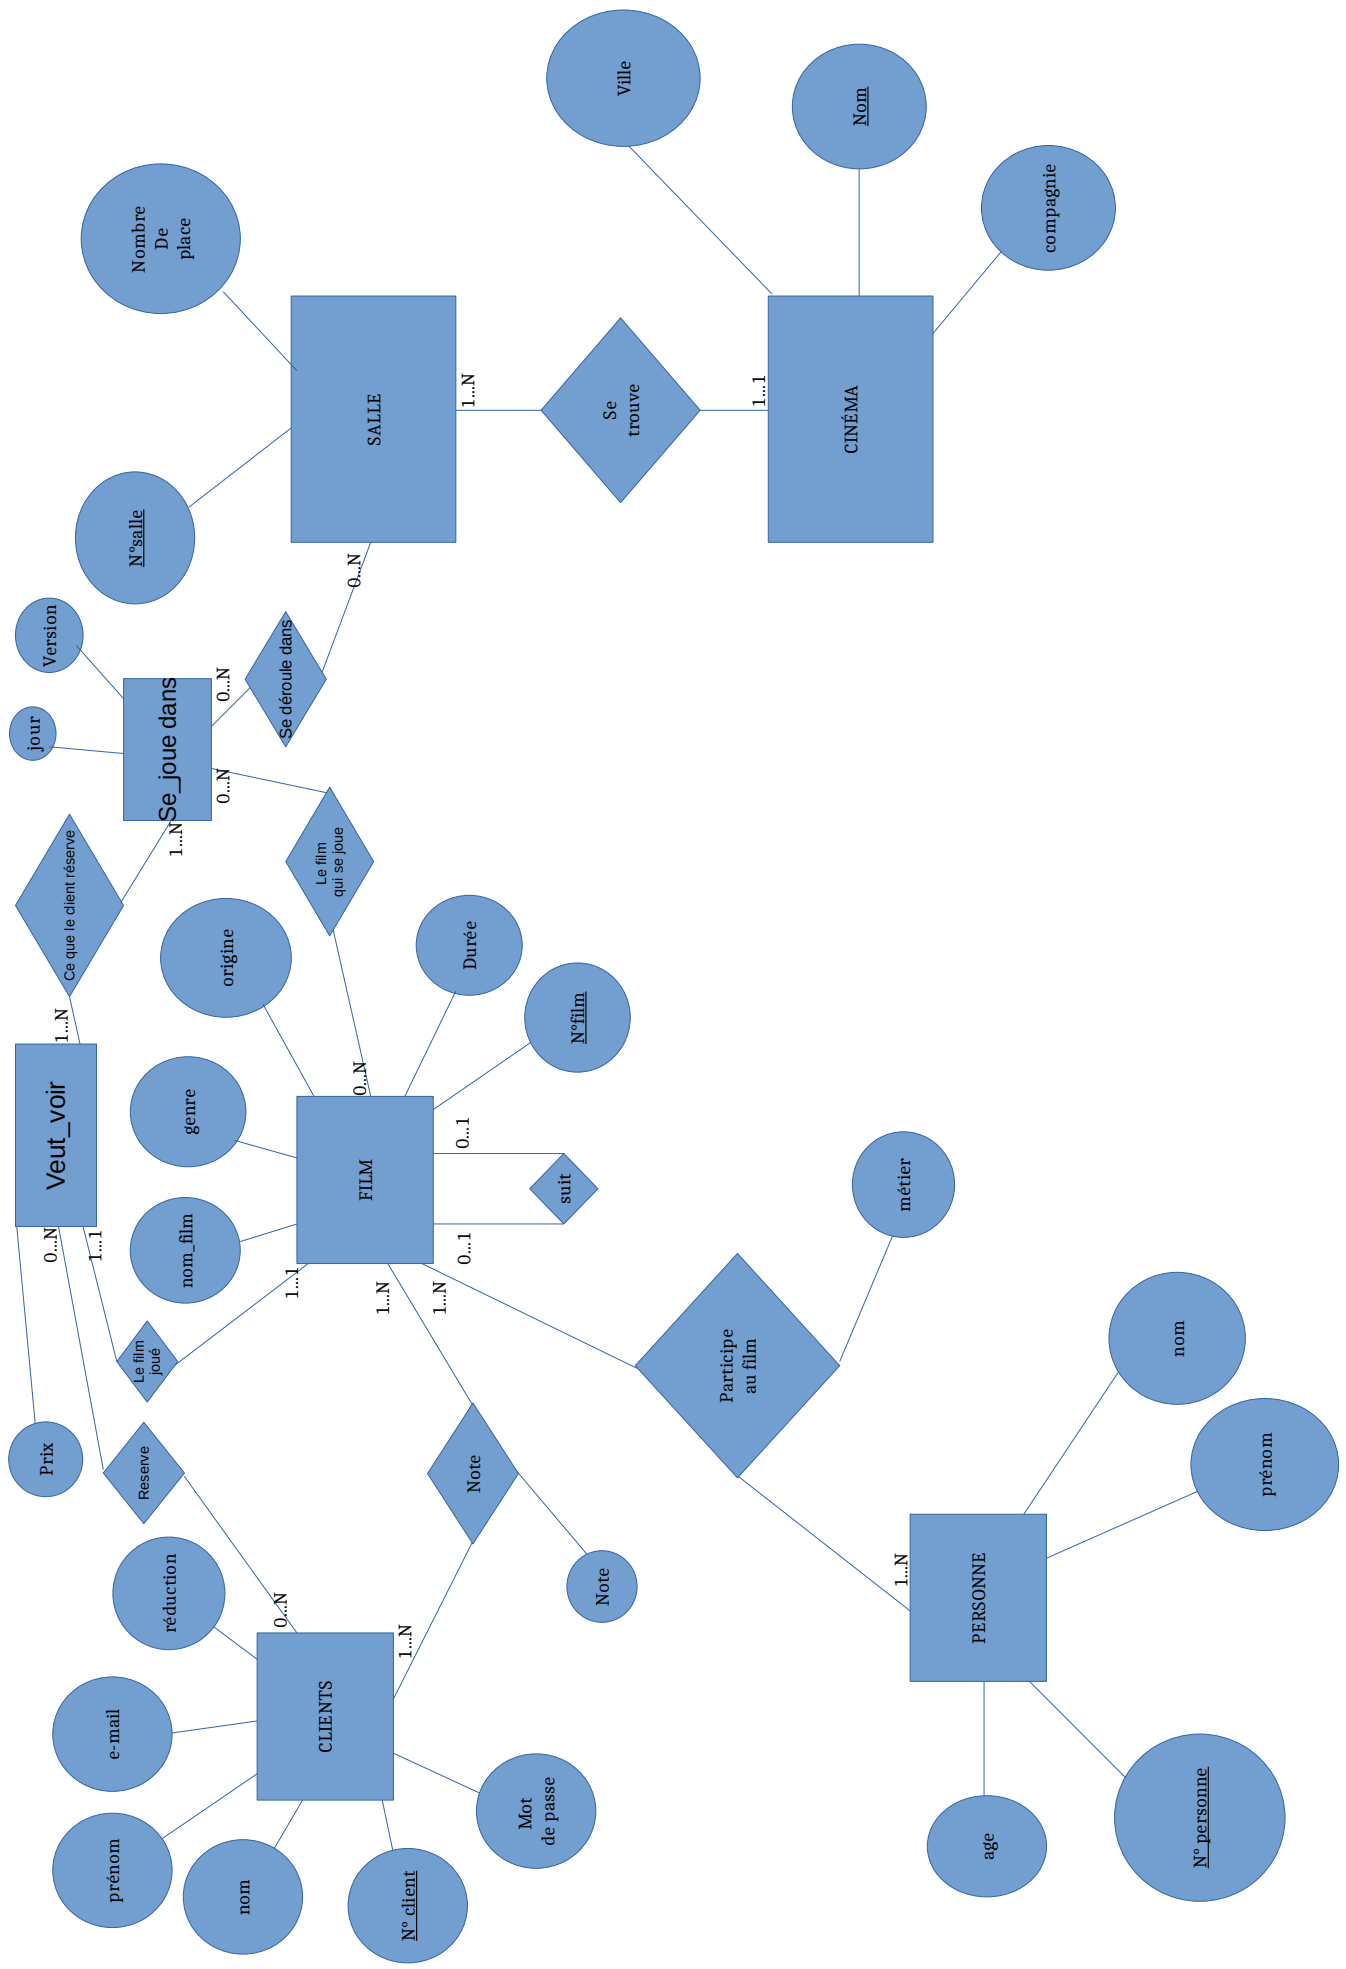 Ville
Nom
compagnie
Nombre
De
place
N°salle
SALLE
1...N
Se
trouve
1...1
CINÉMA
Version
jour
Se_joue dans
0...N
Se déroule dans
0...N
0...N
1...N
Ce que le client réserve
1...N
Le film
qui se joue
0...N
origine
Durée
N°film
genre
nom_film
FILM
0...1
suit
0...1
Veut_voir
0...N
1...1
Prix
Le film
joué
1...1
Reserve
0...N
1...N
1...N
Note
Note
1...N
Participe
au film
métier
1...N
PERSONNE
nom
prénom
age
N° personne
CLIENTS
réduction
e-mail
prénom
nom
N° client
Mot
de passe